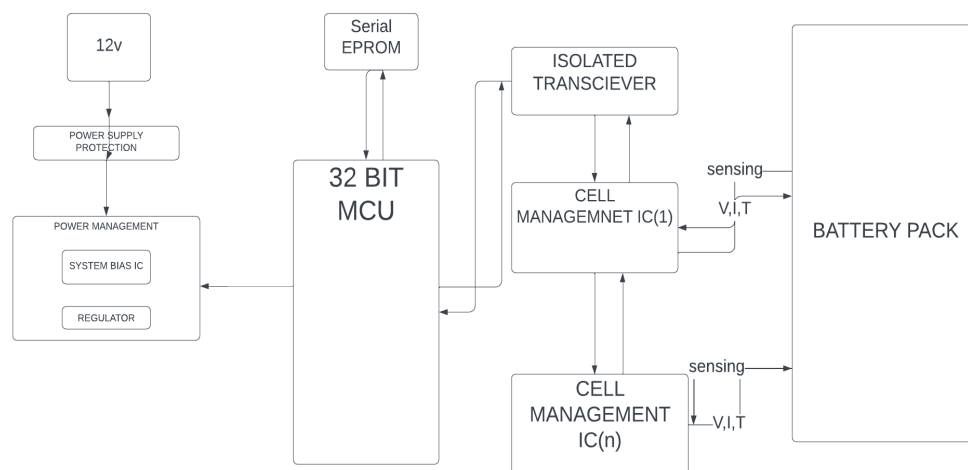 12v
POWER SUPPLY
PROTECTION
POWER MANAGEMENT
SYSTEM BIAS IC
REGULATOR
Serial
EPROM
32 BIT
MCU
ISOLATED
TRANSCIEVER
CELL
MANAGEMNET IC(1)
CELL
MANAGEMENT
IC(n)
sensing
V,I,T
sensing
V,I,T
BATTERY PACK